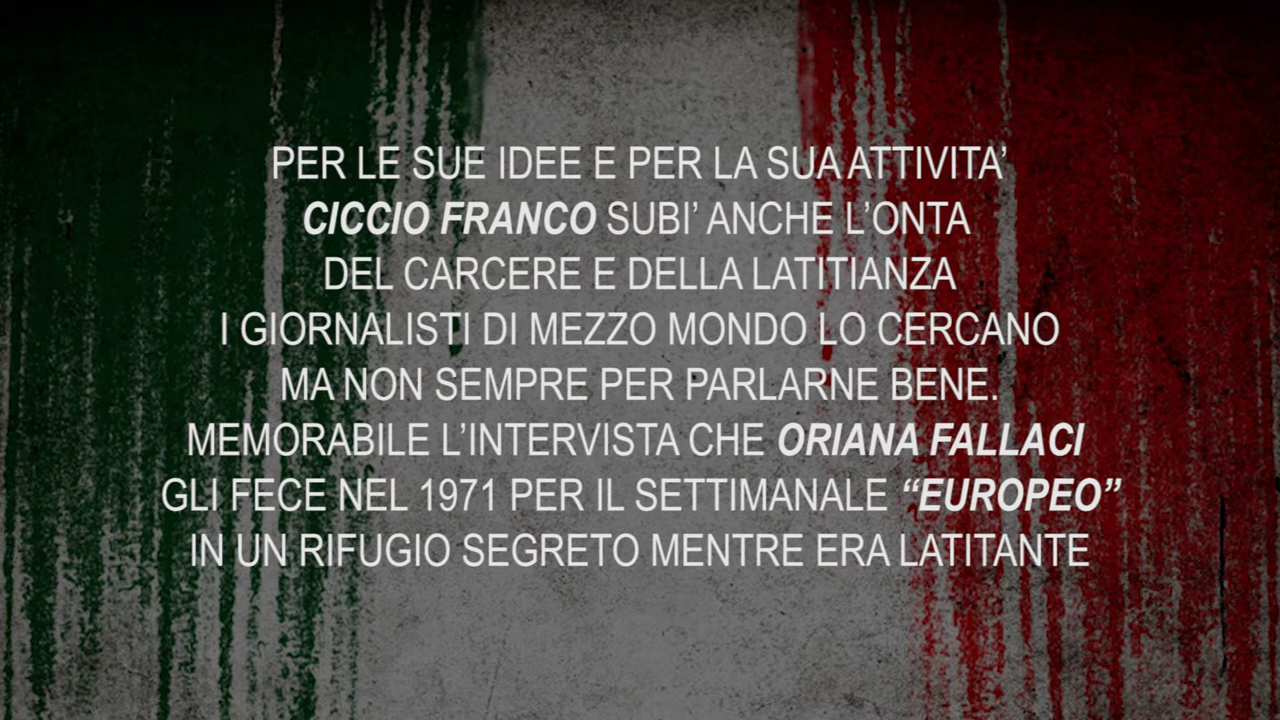 PER LE SUE IDEE E PER LA SUA ATTIVITA’
CICCIO FRANCO SUBI’ ANCHE L’ONTA
DEL CARCERE E DELLA LATITIANZA
I GIORNALISTI DI MEZZO MONDO LO CERCANO
MA NON SEMPRE PER PARLARNE BENE.
MEMORABILE L’INTERVISTA CHE ORIANA FALLACI
GLI FECE NEL 1971 PER IL SETTIMANALE “EUROPEO”
IN UN RIFUGIO SEGRETO MENTRE ERA LATITANTE